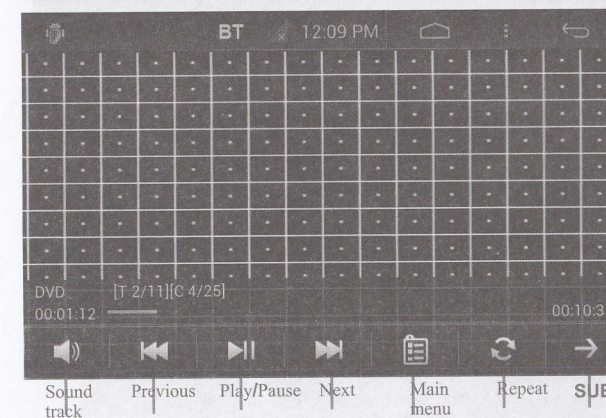 BT 12:09 PM
DVD [T 2/11][C 4/25]
00:01:12 00:10:3
Sound Previous Play/Pause Next Main Repeat SUB
track menu